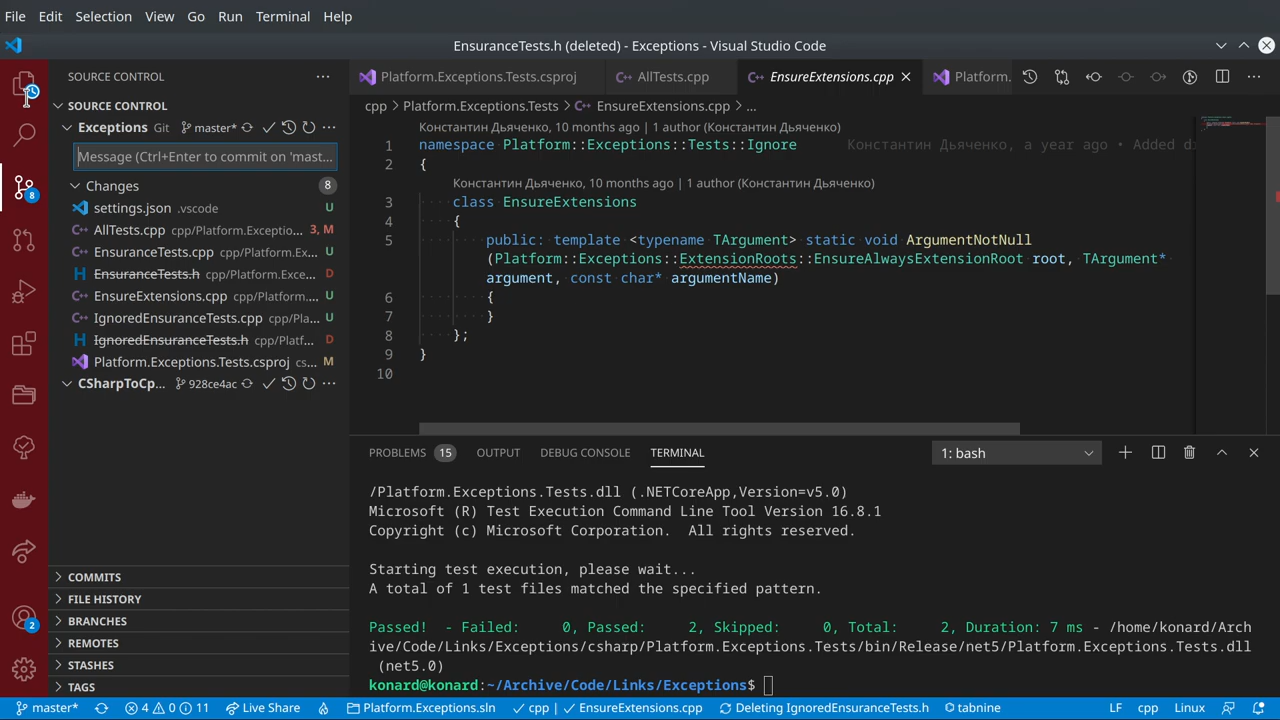 File Edit Selection View Go Run Terminal Help
EnsuranceTests.h (deleted) - Exceptions - Visual Studio Code
SOURCE CONTROL
Platform.Exceptions.Tests.csproj
AllTests.cpp
EnsureExtensions.cpp
Platform.
SOURCE CONTROL
cpp > Platform.Exceptions.Tests > EnsureExtensions.cpp > ...
Exceptions Git master*
Message (Ctrl+Enter to commit on 'mast...
Changes 8
settings.json .vscode U
AllTests.cpp cpp/Platform.Exceptio... 3, M
EnsuranceTests.cpp cpp/Platform.Ex... U
EnsuranceTests.h cpp/Platform.Exce... D
EnsureExtensions.cpp cpp/Platform.... U
IgnoredEnsuranceTests.cpp cpp/Pla... U
IgnoredEnsuranceTests.h cpp/Platf... D
Platform.Exceptions.Tests.csproj cs... M
CSharpToCp... 928ce4ac
8
2
COMMITS
FILE HISTORY
BRANCHES
REMOTES
STASHES
TAGS
Константин Дьяченко, 10 months ago | 1 author (Константин Дьяченко)
1 namespace Platform::Exceptions::Tests::Ignore Константин Дьяченко, a year ago • Added
2 {
Константин Дьяченко, 10 months ago | 1 author (Константин Дьяченко)
3 class EnsureExtensions
4 {
5 public: template <typename TArgument> static void ArgumentNotNull
(Platform::Exceptions::ExtensionRoots::EnsureAlwaysExtensionRoot root, TArgument*
argument, const char* argumentName)
6 {
7 }
8 };
9 }
10
PROBLEMS 15 OUTPUT DEBUG CONSOLE TERMINAL 1: bash
/Platform.Exceptions.Tests.dll (.NETCoreApp,Version=v5.0)
Microsoft (R) Test Execution Command Line Tool Version 16.8.1
Copyright (c) Microsoft Corporation. All rights reserved.
Starting test execution, please wait...
A total of 1 test files matched the specified pattern.
Passed! - Failed: 0, Passed: 2, Skipped: 0, Total: 2, Duration: 7 ms - /home/konard/Arch
ive/Code/Links/Exceptions/csharp/Platform.Exceptions.Tests/bin/Release/net5/Platform.Exceptions.Tests.dll
(net5.0)
konard@konard:~/Archive/Code/Links/Exceptions$
master* 4 0 11 Live Share Platform.Exceptions.sln cpp | EnsureExtensions.cpp Deleting IgnoredEnsuranceTests.h tabnine LF cpp Linux